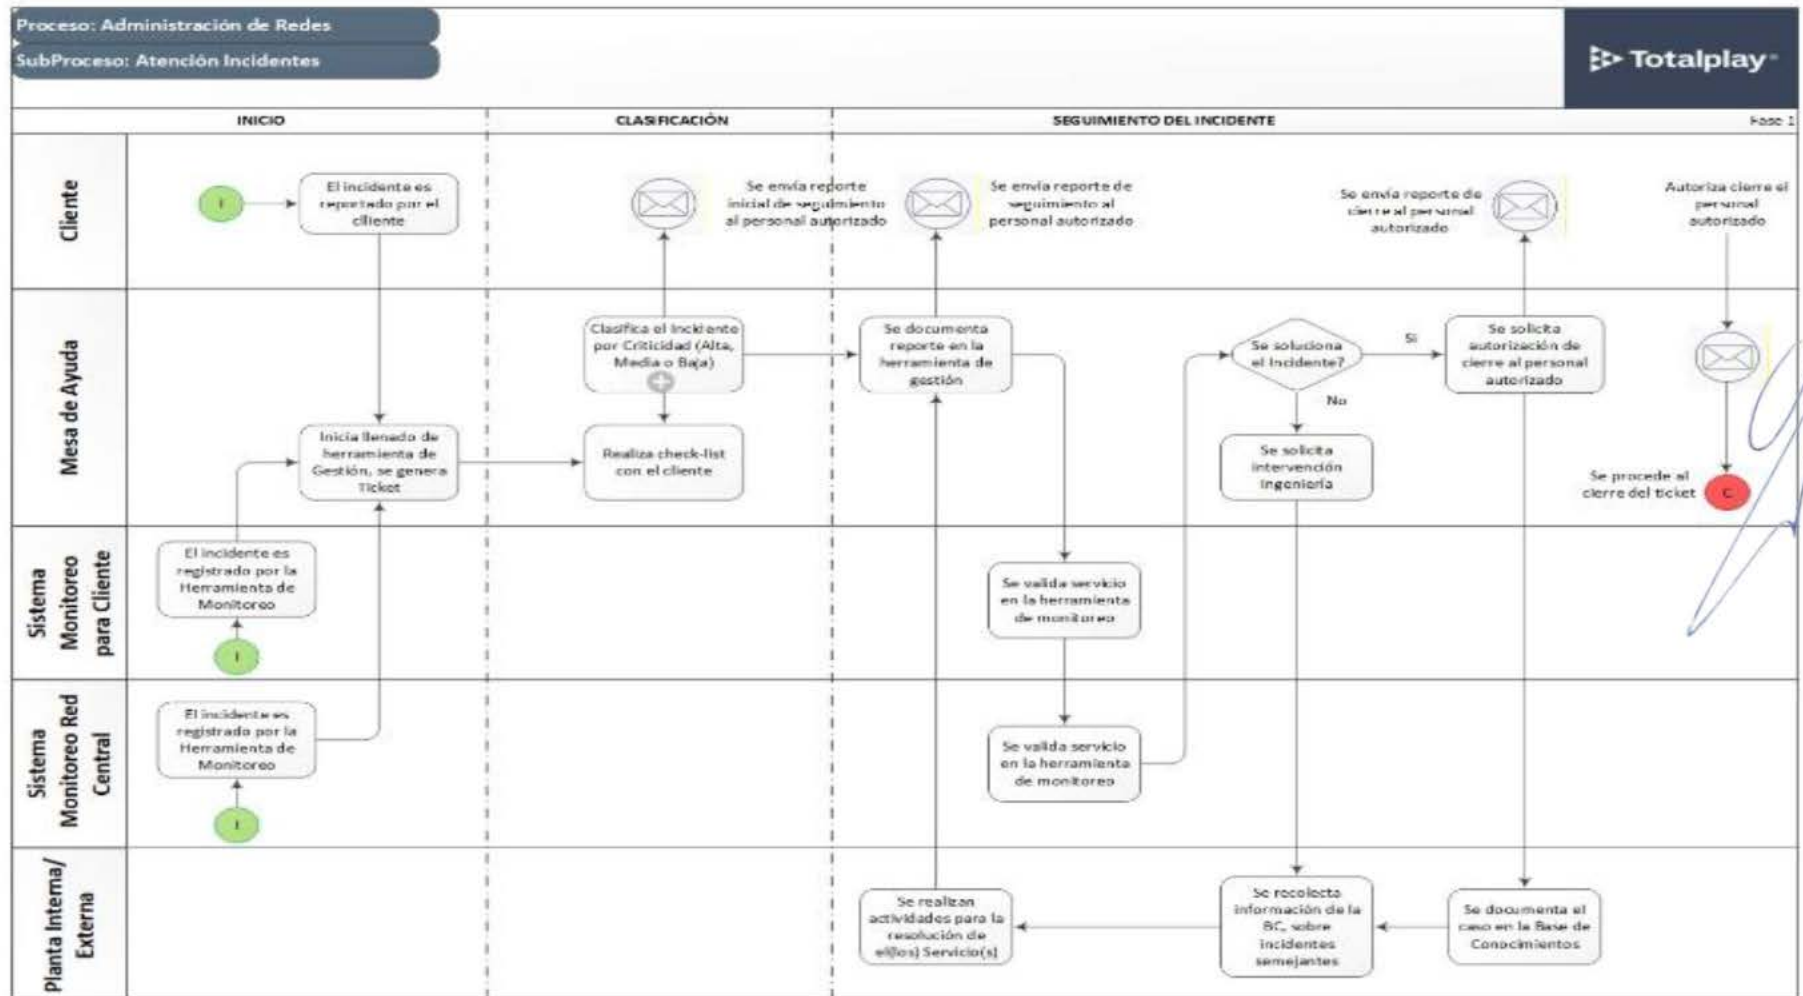 Proceso: Administración de Redes
SubProceso: Atención Incidentes
Totalplay
INICIO
CLASIFICACIÓN
SEGUIMIENTO DEL INCIDENTE
Fase 1
Cliente
I
El incidente es
reportado por el
cliiente
Se envía reporte
inicial de seguimiento
al personal autorizado
Se envía reporte de
seguimiento al
personal autorizado
Se envía reporte de
cierre al personal
autorizado
Autoriza cierre el
personal
autorizado
Mesa de Ayuda
Inicia llenado de
herramienta de
Gestión, se genera
Ticket
Clasifica el Incidente
por Criticidad (Alta,
Media o Baja)
Realiza check-list
con el cliente
Se documenta
reporte en la
herramienta de
gestión
Se soluciona
el Incidente?
Si
No
Se solicita
intervención
Ingeniería
Se solicita
autorización de
cierre al personal
autorizado
Se procede al
cierre del ticket
C
Sistema
Monitoreo
para Cliente
El incidente es
registrado por la
Herramienta de
Monitoreo
I
Se valida servicio
en la herramienta
de monitoreo
Sistema
Monitoreo Red
Central
El incidente es
registrado por la
Herramienta de
Monitoreo
I
Se valida servicio
en la herramienta
de monitoreo
Planta Interna/
Externa
Se realizan
actividades para la
resolución de
el(los) Servicio(s)
Se recolecta
información de la
BC, sobre
incidentes
semejantes
Se documenta el
caso en la Base de
Conocimientos